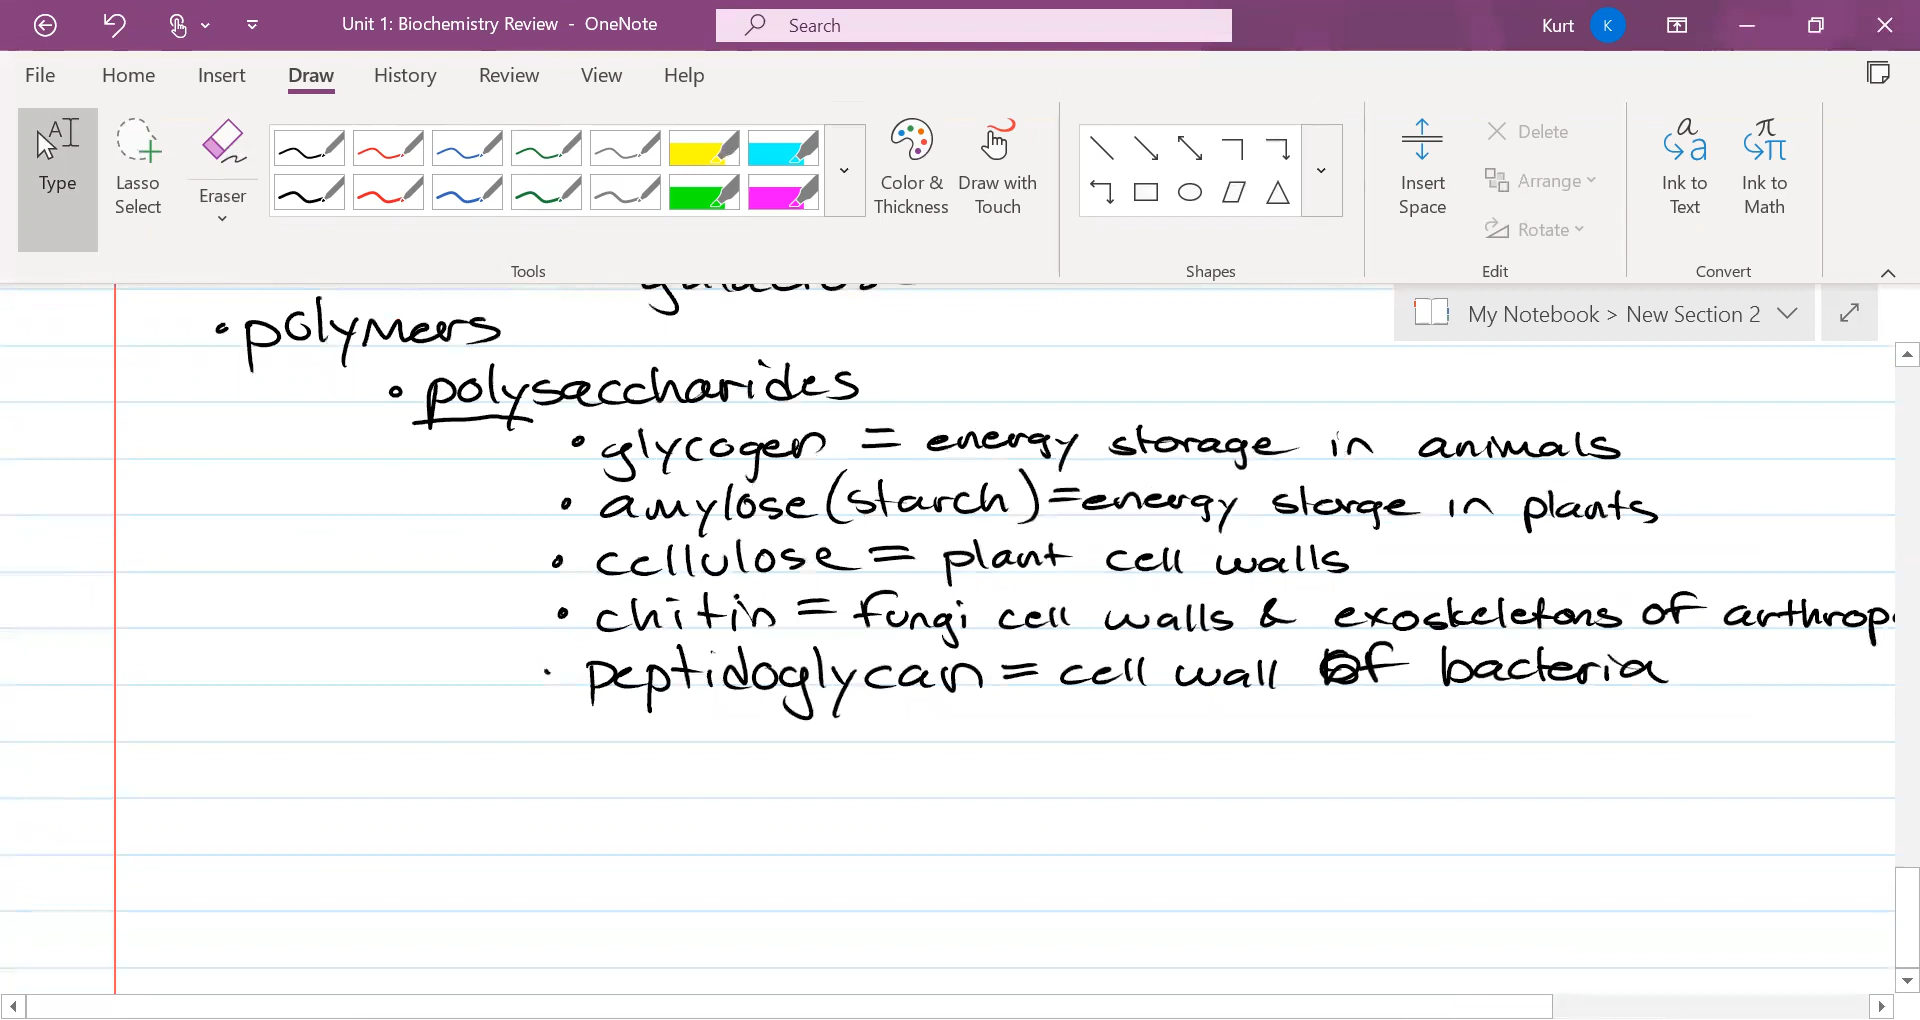 Unit 1: Biochemistry Review - OneNote
Search
Kurt
K
File Home Insert Draw History Review View Help
Type
Lasso Select
Eraser
Color & Thickness
Draw with Touch
Insert Space
Delete
Arrange
Rotate
Ink to Text
Ink to Math
Tools
Shapes
Edit
Convert
My Notebook > New Section 2
• polymers
• polysaccharides
• glycogen = energy storage in animals
• amylose (starch) = energy storge in plants
• cellulose = plant cell walls
• chitin = fungi cell walls & exoskeletons of arthrop
• peptidoglycan = cell wall of bacteria